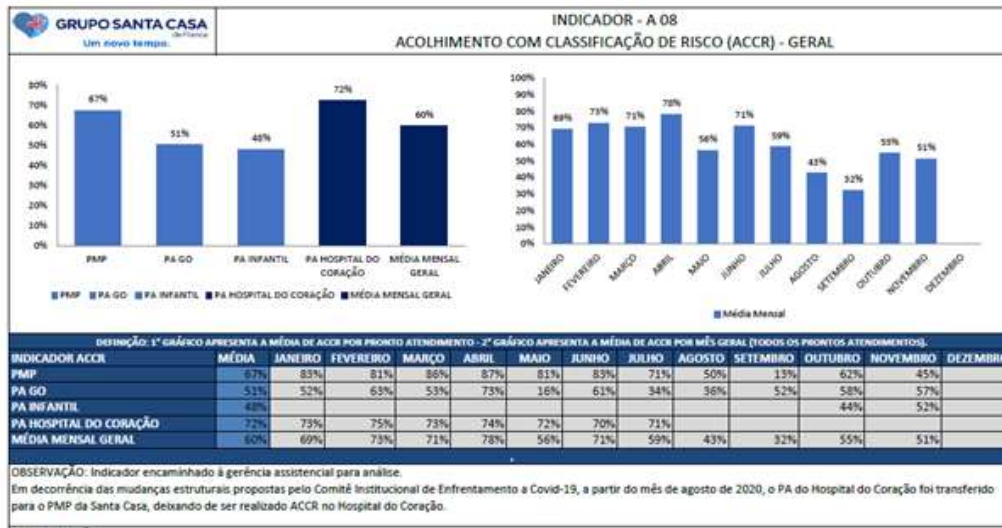 GRUPO SANTA CASA
de Franca
Um novo tempo.
INDICADOR - A 08
ACOLHIMENTO COM CLASSIFICAÇÃO DE RISCO (ACCR) - GERAL
80%
70%
60%
50%
40%
30%
20%
10%
0%
67%
51%
48%
72%
60%
PMP
PA GO
PA INFANTIL
PA HOSPITAL DO CORAÇÃO
MÉDIA MENSAL GERAL
PMP PA GO PA INFANTIL PA HOSPITAL DO CORAÇÃO MÉDIA MENSAL GERAL
100%
90%
80%
70%
60%
50%
40%
30%
20%
10%
0%
69%
73%
71%
78%
56%
71%
59%
43%
32%
55%
51%
JANEIRO
FEVEREIRO
MARÇO
ABRIL
MAIO
JUNHO
JULHO
AGOSTO
SETEMBRO
OUTUBRO
NOVEMBRO
DEZEMBRO
Média Mensal
DEFINIÇÃO: 1º GRÁFICO APRESENTA A MÉDIA DE ACCR POR PRONTO ATENDIMENTO - 2º GRÁFICO APRESENTA A MÉDIA DE ACCR POR MÊS GERAL (TODOS OS PRONTOS ATENDIMENTOS).
INDICADOR ACCR MÉDIA JANEIRO FEVEREIRO MARÇO ABRIL MAIO JUNHO JULHO AGOSTO SETEMBRO OUTUBRO NOVEMBRO DEZEMBRO
PMP 67% 83% 81% 86% 87% 81% 83% 71% 50% 13% 62% 45%
PA GO 51% 52% 63% 53% 73% 16% 61% 34% 36% 52% 58% 57%
PA INFANTIL 48% 44% 52%
PA HOSPITAL DO CORAÇÃO 72% 73% 75% 73% 74% 72% 70% 71%
MÉDIA MENSAL GERAL 60% 69% 73% 71% 78% 56% 71% 59% 43% 32% 55% 51%
OBSERVAÇÃO: Indicador encaminhado à gerência assistencial para análise.
Em decorrência das mudanças estruturais propostas pelo Comitê Institucional de Enfrentamento a Covid-19, a partir do mês de agosto de 2020, o PA do Hospital do Coração foi transferido
para o PMP da Santa Casa, deixando de ser realizado ACCR no Hospital do Coração.